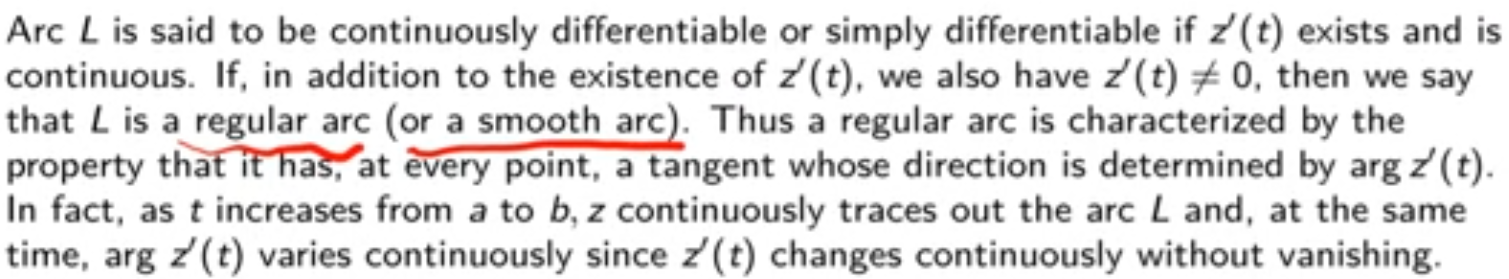 Arc L is said to be continuously differentiable or simply differentiable if z′(t) exists and is
continuous. If, in addition to the existence of z′(t), we also have z′(t) ≠ 0, then we say
that L is a regular arc (or a smooth arc). Thus a regular arc is characterized by the
property that it has, at every point, a tangent whose direction is determined by arg z′(t).
In fact, as t increases from a to b, z continuously traces out the arc L and, at the same
time, arg z′(t) varies continuously since z′(t) changes continuously without vanishing.